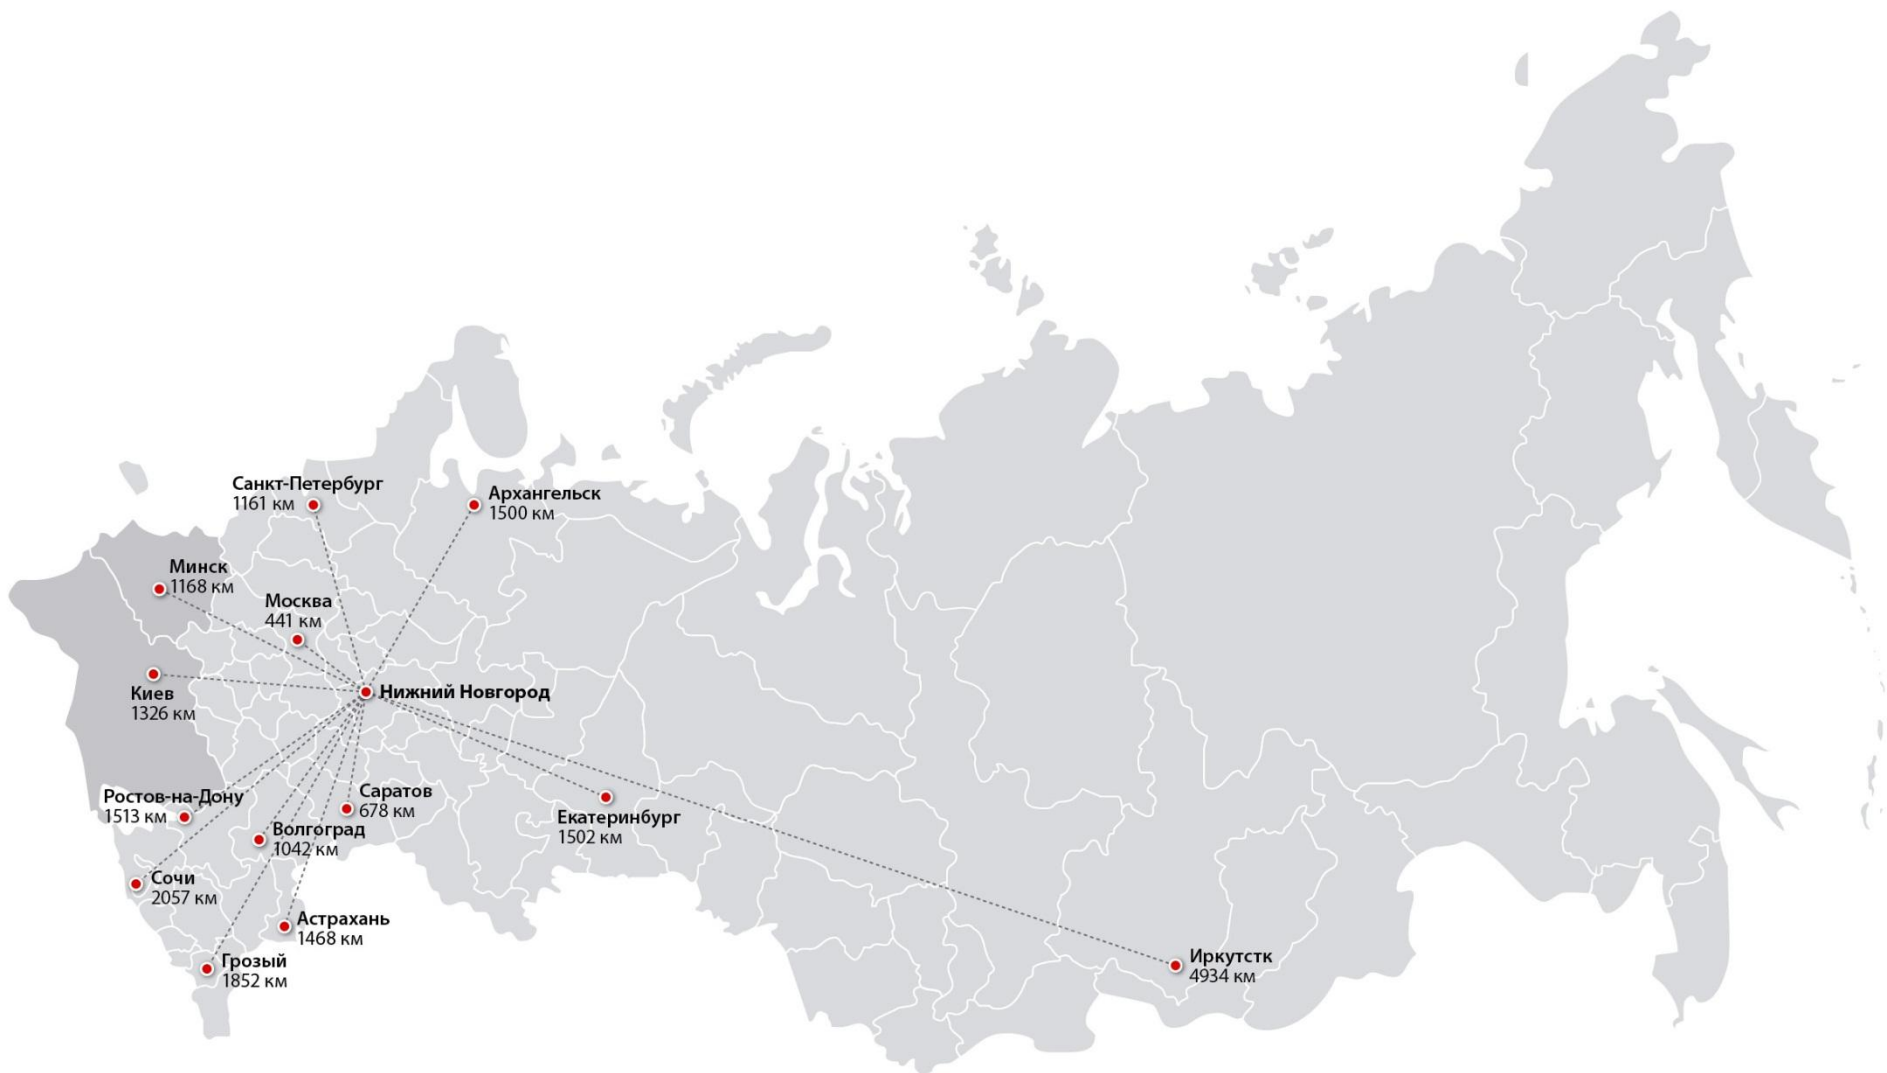 Санкт-Петербург
1161 км
Архангельск
1500 км
Минск
1168 км
Москва
441 км
Киев
1326 км
Нижний Новгород
Ростов-на-Дону
1513 км
Саратов
678 км
Волгоград
1042 км
Екатеринбург
1502 км
Сочи
2057 км
Астрахань
1468 км
Грозый
1852 км
Иркутстк
4934 км